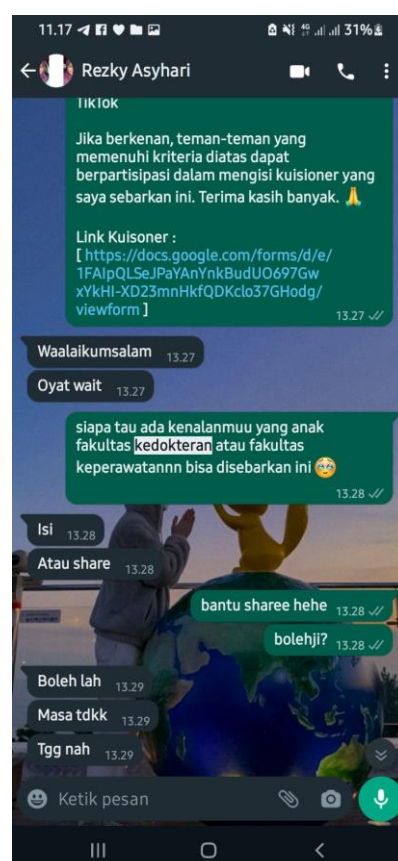 11.17
4G
31%
Rezky Asyhari
TikTok
Jika berkenan, teman-teman yang
memenuhi kriteria diatas dapat
berpartisipasi dalam mengisi kuisioner yang
saya sebarkan ini. Terima kasih banyak. 🙏
Link Kuisoner :
[ https://docs.google.com/forms/d/e/
1FAIpQLSeJPaYAnYnkBudUO697Gw
xYkHI-XD23mnHkfQDKclo37GHodg/
viewform ]
13.27
Waalaikumsalam 13.27
Oyat wait 13.27
siapa tau ada kenalanmuu yang anak
fakultas kedokteran atau fakultas
keperawatannn bisa disebarkan ini 🥹
13.28
Isi 13.28
Atau share 13.28
bantu sharee hehe 13.28
bolehji? 13.28
Boleh lah 13.29
Masa tdkk 13.29
Tgg nah 13.29
Ketik pesan